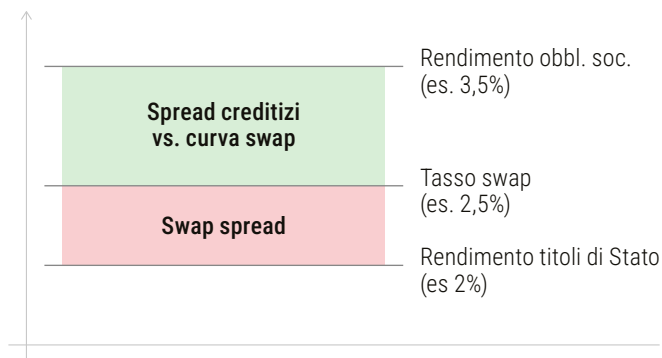 Rendimento obbl. soc.
(es. 3,5%)
Spread creditizi
vs. curva swap
Tasso swap
(es. 2,5%)
Swap spread
Rendimento titoli di Stato
(es 2%)